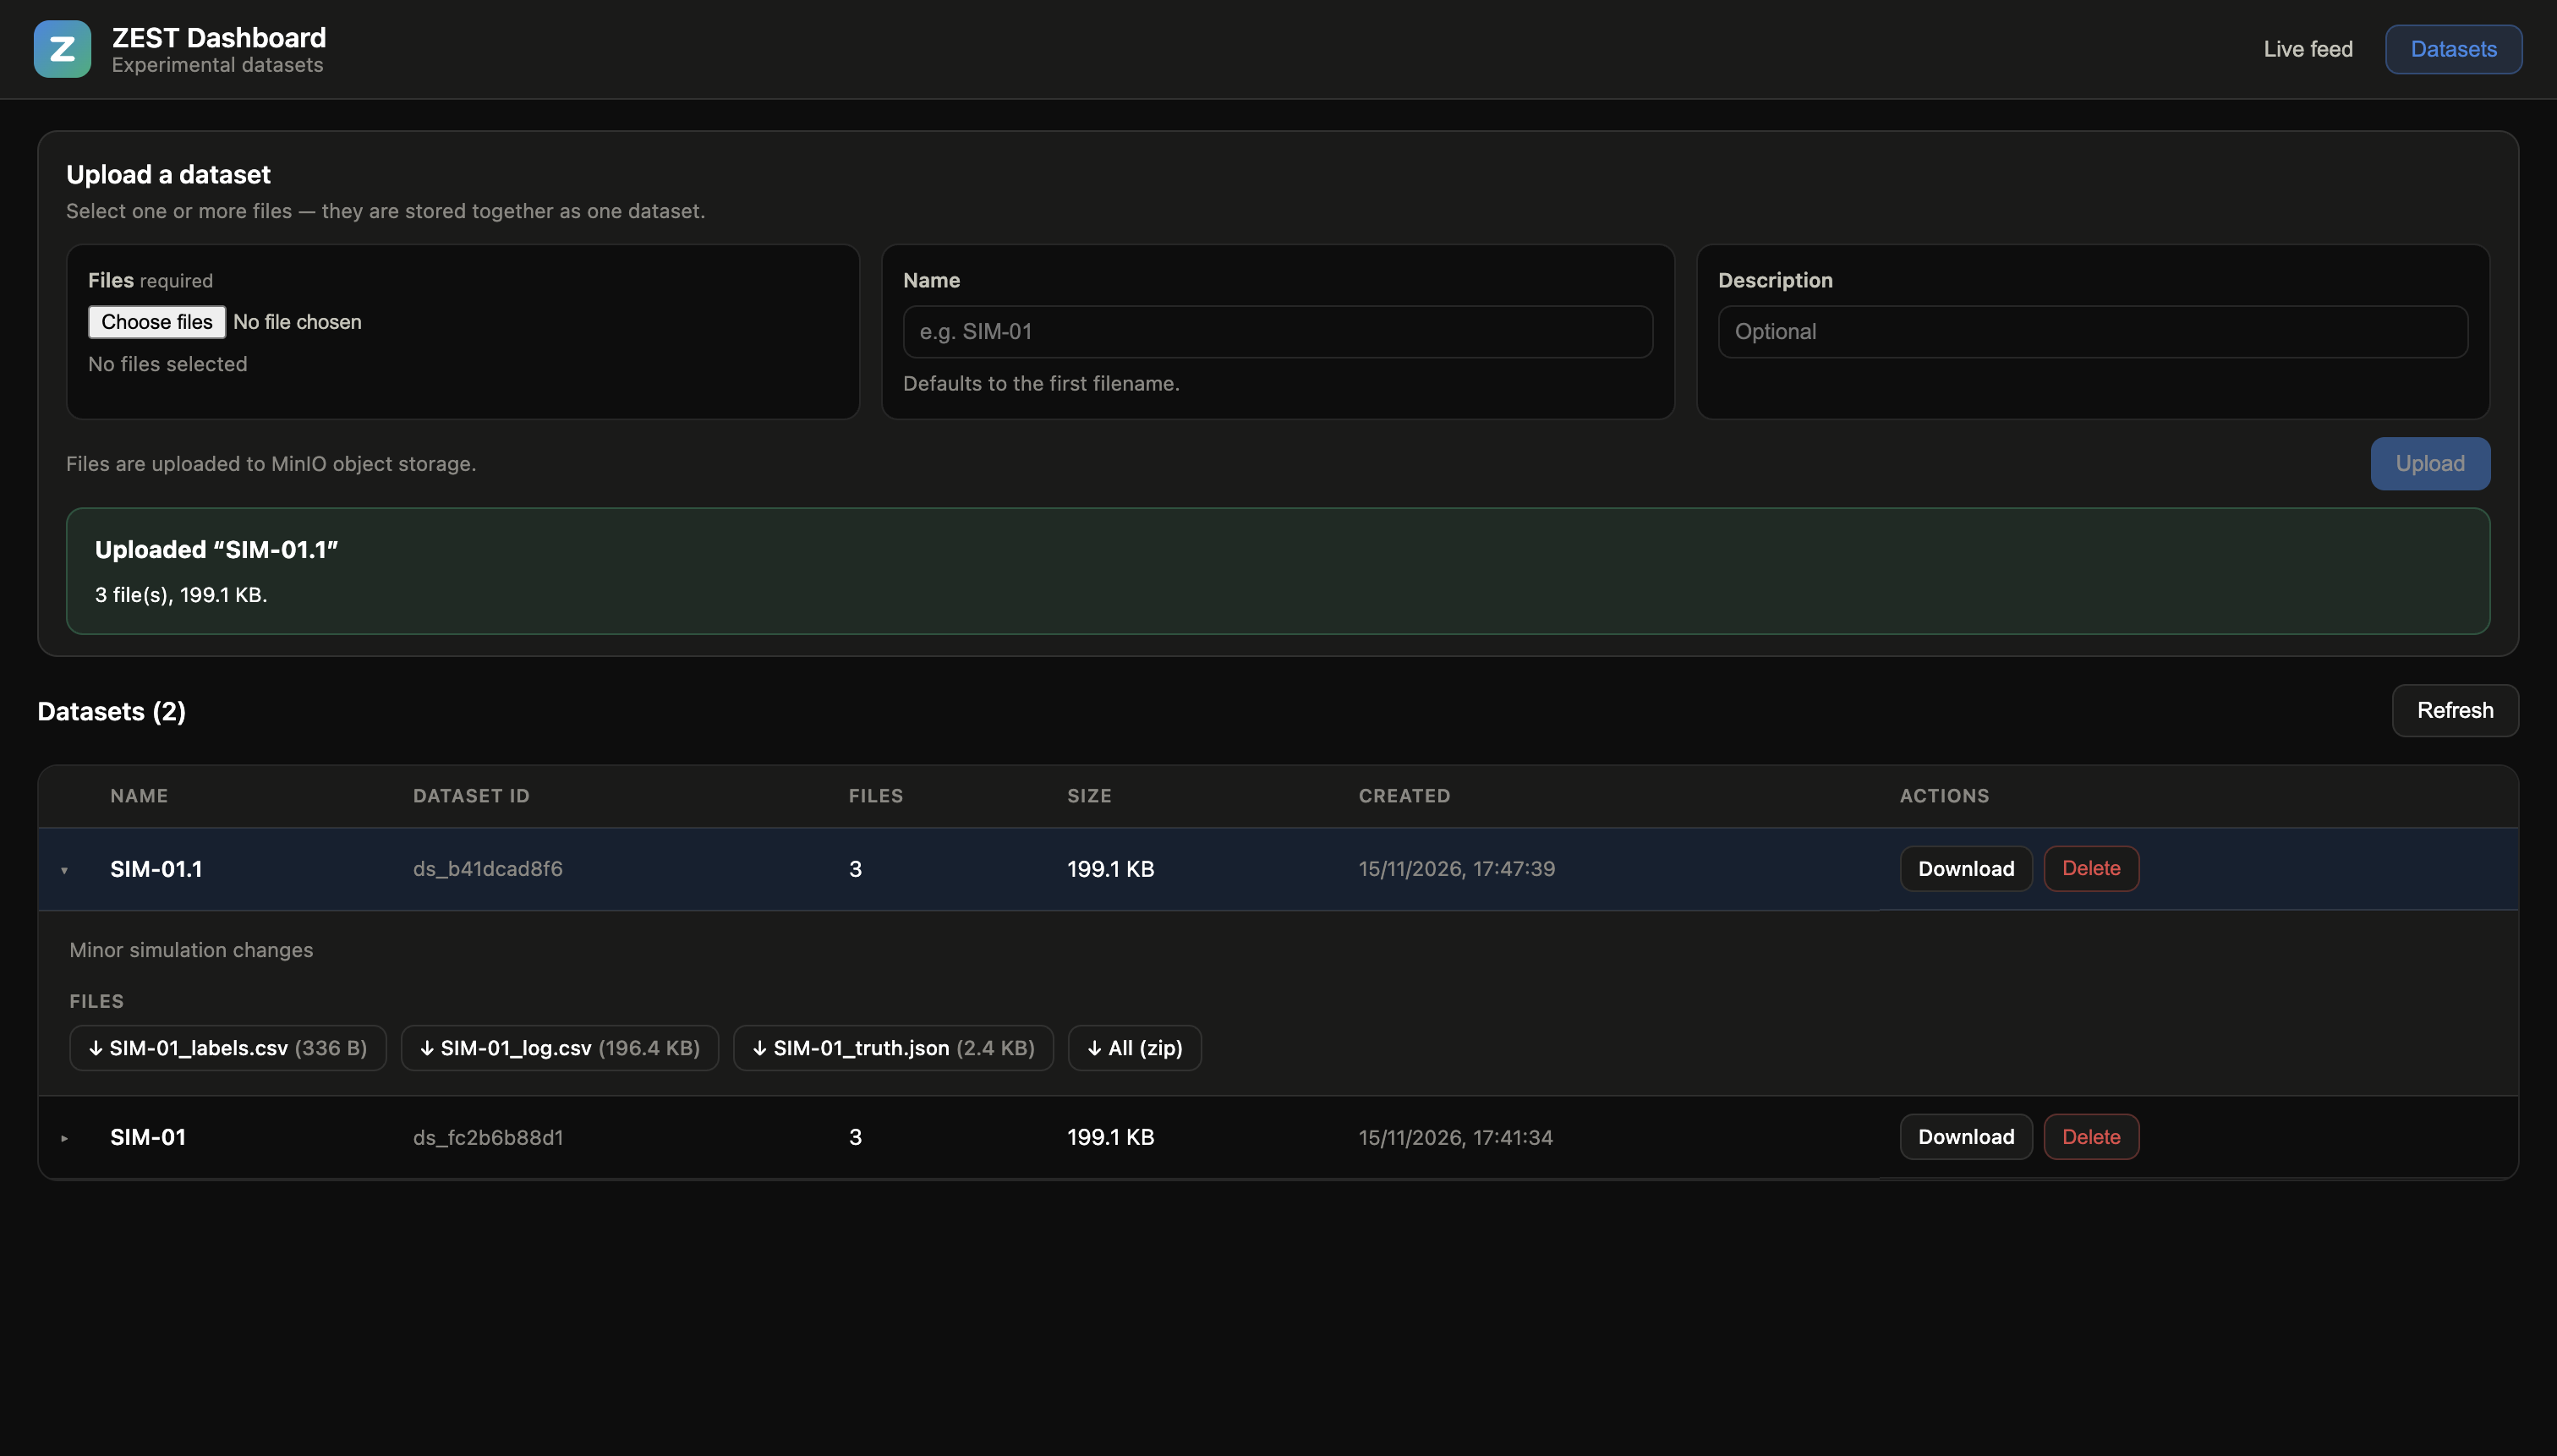 Z
ZEST Dashboard
Experimental datasets
Live feed
Datasets
Upload a dataset
Select one or more files — they are stored together as one dataset.
Files required
Choose files No file chosen
No files selected
Name
e.g. SIM-01
Defaults to the first filename.
Description
Optional
Files are uploaded to MinIO object storage.
Upload
Uploaded “SIM-01.1”
3 file(s), 199.1 KB.
Datasets (2)
Refresh
NAME DATASET ID FILES SIZE CREATED ACTIONS
▾ SIM-01.1 ds_b41dcad8f6 3 199.1 KB 15/11/2026, 17:47:39 Download Delete
Minor simulation changes
FILES
↓ SIM-01_labels.csv (336 B) ↓ SIM-01_log.csv (196.4 KB) ↓ SIM-01_truth.json (2.4 KB) ↓ All (zip)
▸ SIM-01 ds_fc2b6b88d1 3 199.1 KB 15/11/2026, 17:41:34 Download Delete